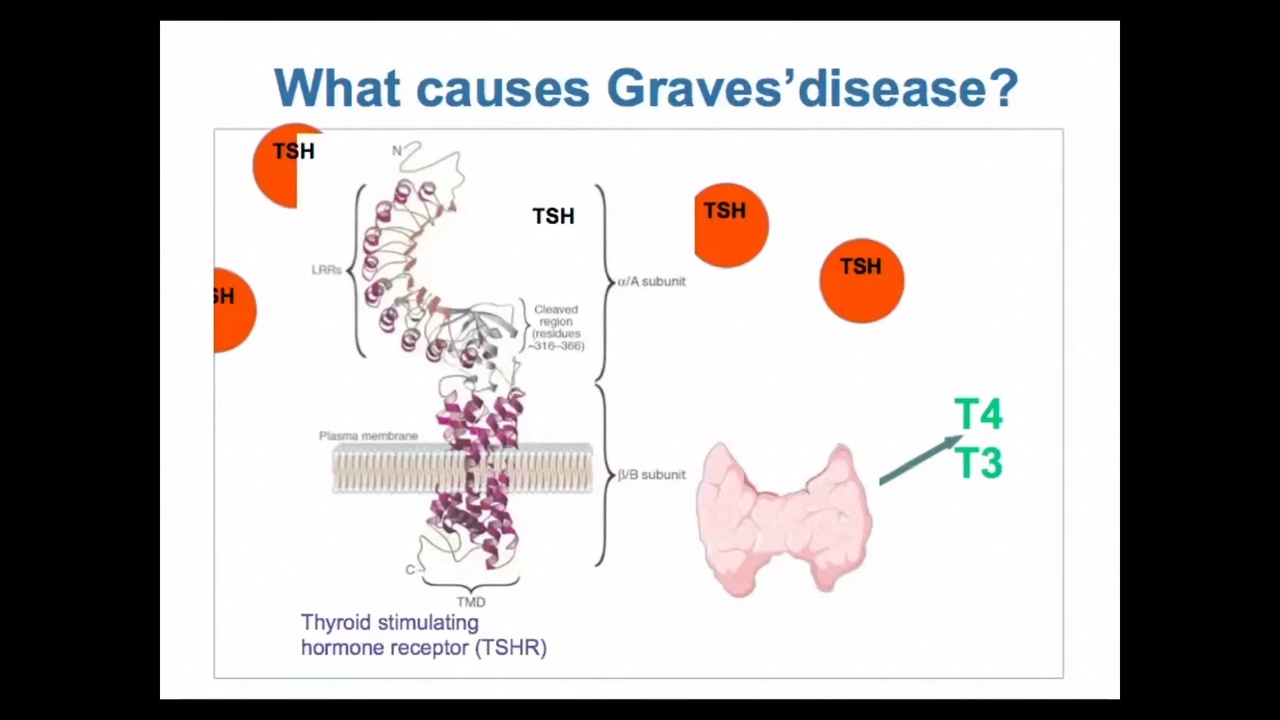 What causes Graves’disease?
TSH
N
TSH
TSH
TSH
SH
LRRs
α/A subunit
Cleaved
region
(residues
~316–366)
Plasma membrane
β/B subunit
T4
T3
C
TMD
Thyroid stimulating
hormone receptor (TSHR)